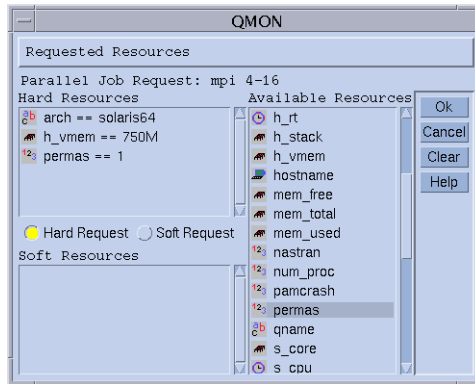 QMON
Requested Resources
Parallel Job Request: mpi 4-16
Hard Resources
arch == solaris64
h_vmem == 750M
permas == 1
Hard Request
Soft Request
Soft Resources
Available Resources
h_rt
h_stack
h_vmem
hostname
mem_free
mem_total
mem_used
nastran
num_proc
pamcrash
permas
qname
s_core
s_cpu
Ok
Cancel
Clear
Help